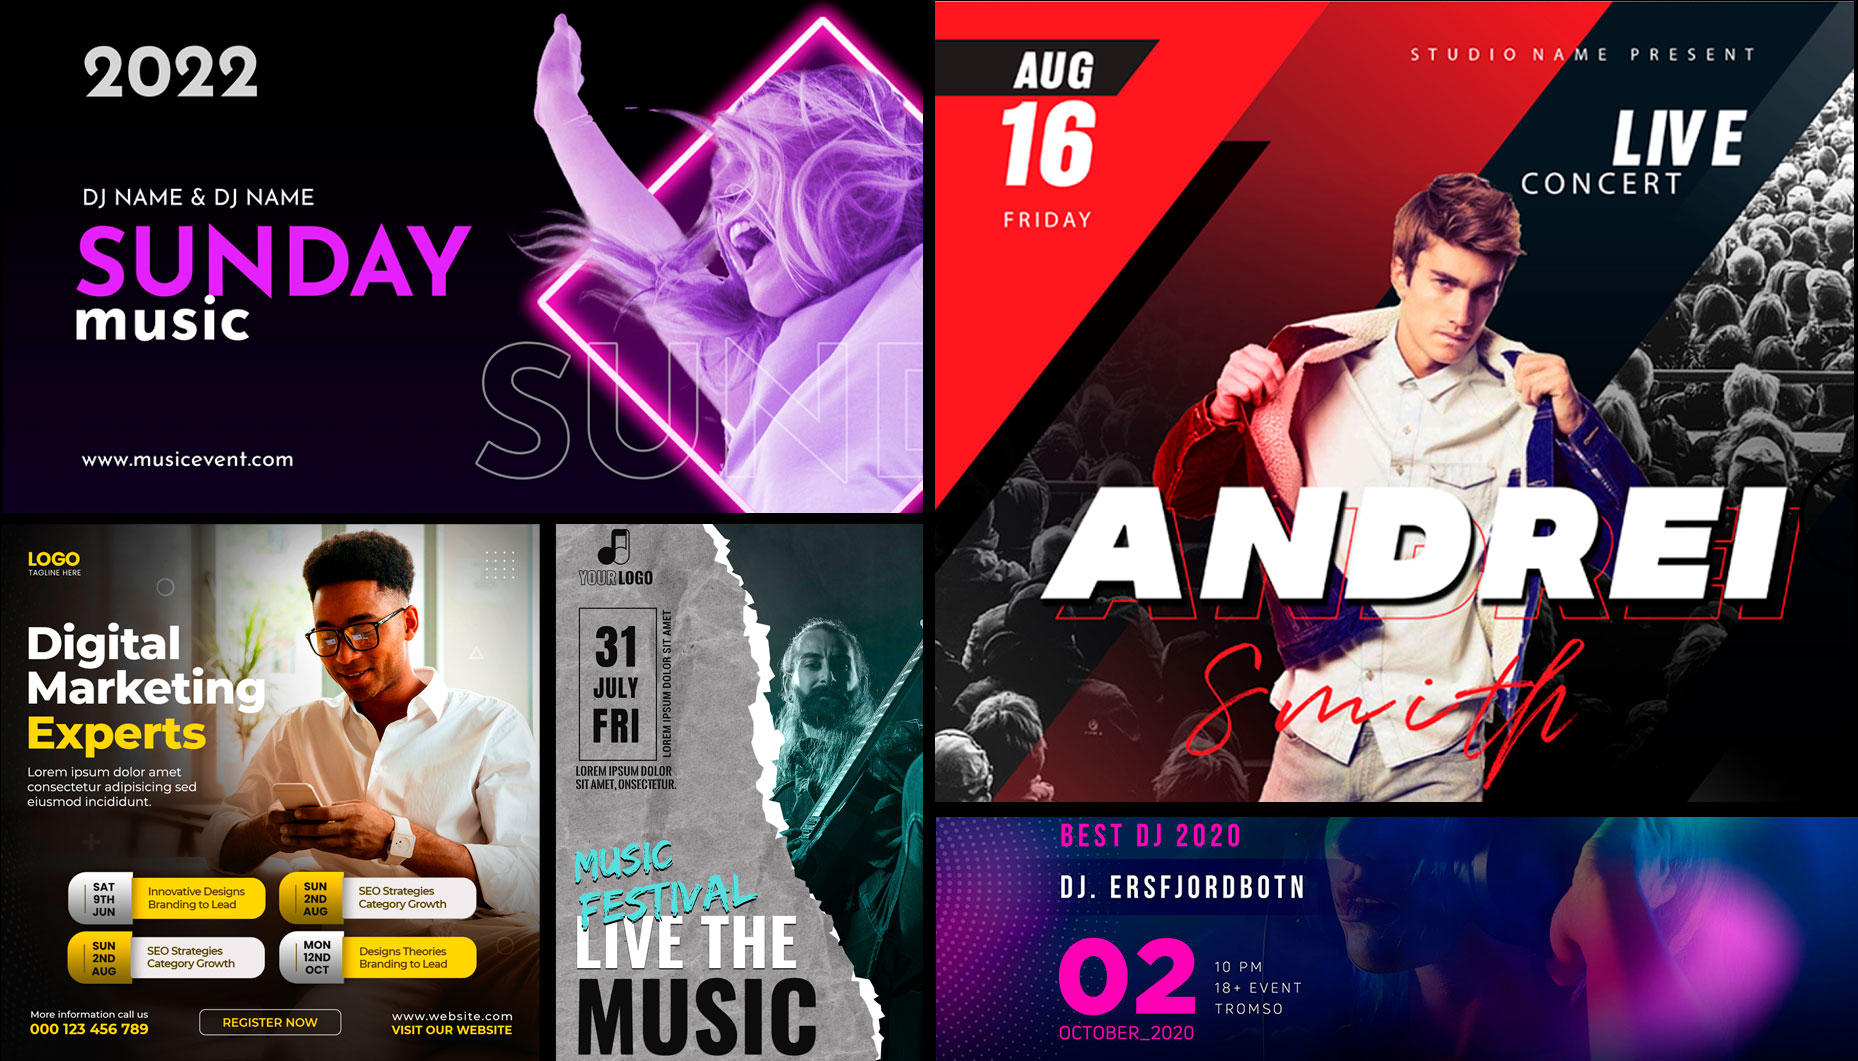 2022
DJ NAME & DJ NAME
SUNDAY
music
SUND
www.musicevent.com
AUG
16
FRIDAY
STUDIO NAME PRESENT
LIVE
CONCERT
ANDREI
ANDREI
Smith
LOGO
TAGLINE HERE
Digital
Marketing
Experts
Lorem ipsum dolor amet
consectetur adipisicing sed
eiusmod incididunt.
SAT
9TH
JUN
Innovative Designs
Branding to Lead
SUN
2ND
AUG
SEO Strategies
Category Growth
SUN
2ND
AUG
SEO Strategies
Category Growth
MON
12ND
OCT
Designs Theories
Branding to Lead
More information call us
000 123 456 789
REGISTER NOW
www.website.com
VISIT OUR WEBSITE
YOUR LOGO
31
JULY
FRI
LOREM IPSUM DOLOR SIT AMET
LOREM IPSUM DOLOR
SIT AMET, ONSECTETUR.
MUSIC
FESTIVAL
LIVE THE
MUSIC
BEST DJ 2020
DJ. ERSFJORDBOTN
02
OCTOBER_2020
10 PM
18+ EVENT
TROMSO